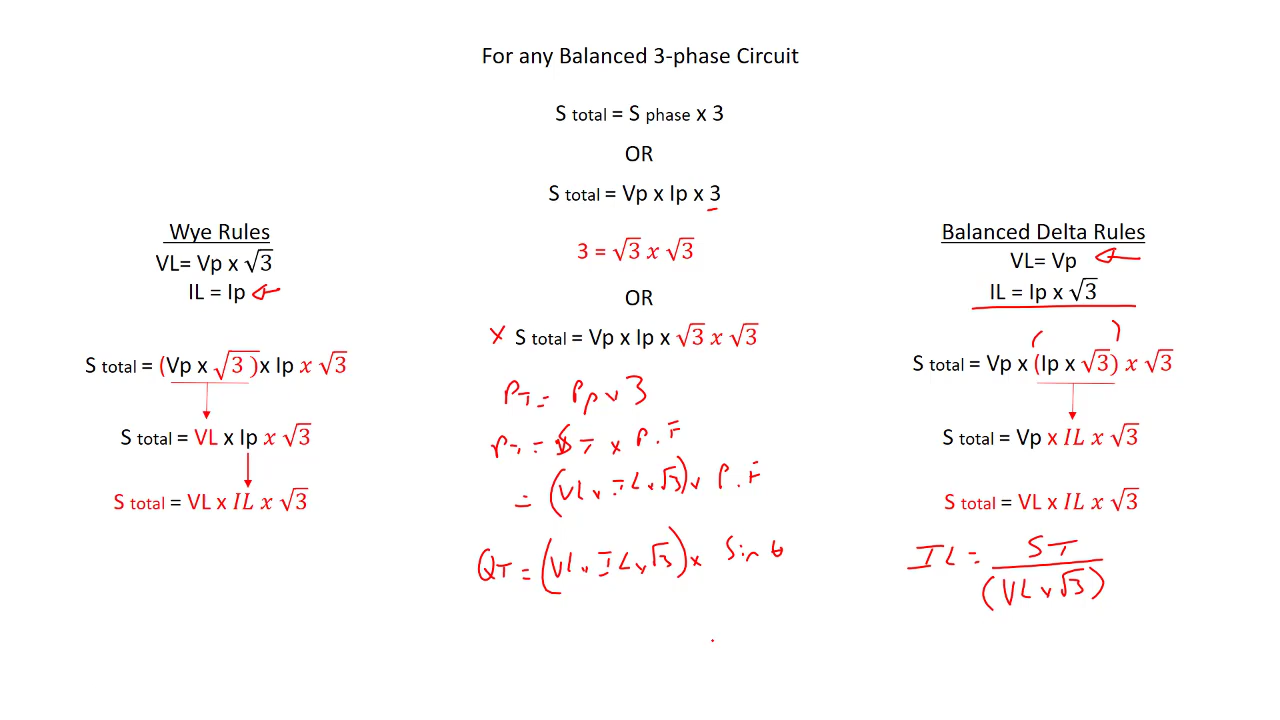 For any Balanced 3-phase Circuit
S total = S phase x 3
OR
S total = Vp x Ip x 3
3 = √3 x √3
OR
X S total = Vp x Ip x √3 x √3
PT = Pp x 3
PT = ST x P.F
= (VL x IL x √3) x P.F
QT = (VL x IL x √3) x Sin θ
Wye Rules
VL= Vp x √3
IL = Ip
S total = (Vp x √3 )x Ip x √3
S total = VL x Ip x √3
S total = VL x IL x √3
Balanced Delta Rules
VL= Vp
IL = Ip x √3
S total = Vp x (Ip x √3) x √3
S total = Vp x IL x √3
S total = VL x IL x √3
IL = ST / (VL x √3)